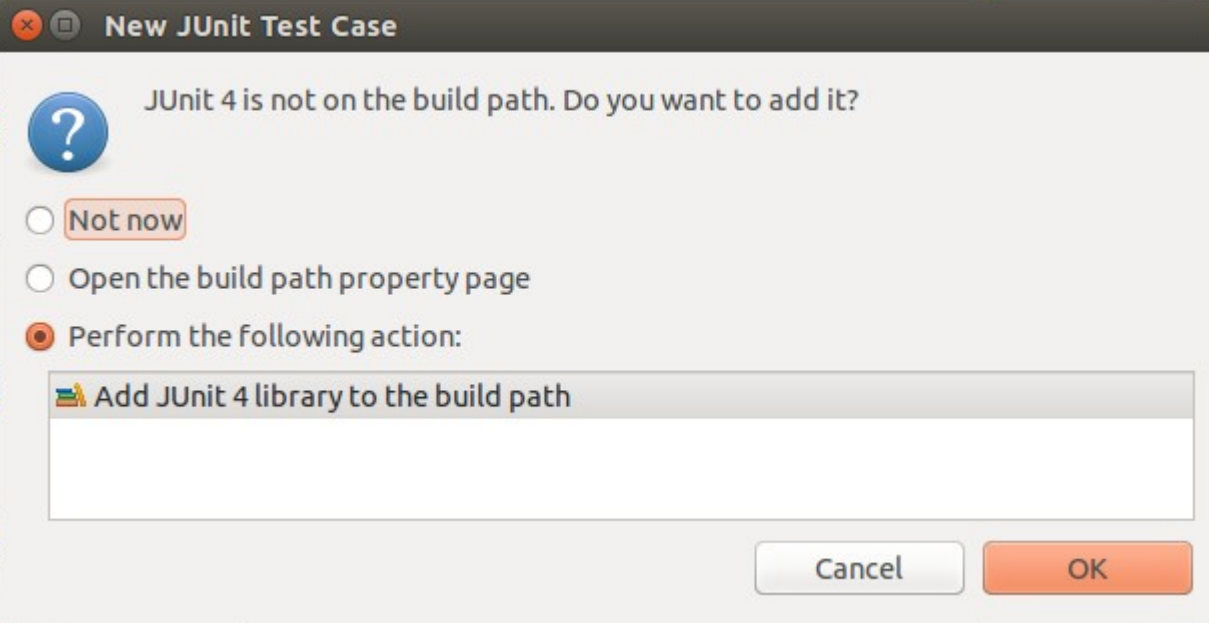 New JUnit Test Case
JUnit 4 is not on the build path. Do you want to add it?
Not now
Open the build path property page
Perform the following action:
Add JUnit 4 library to the build path
Cancel OK